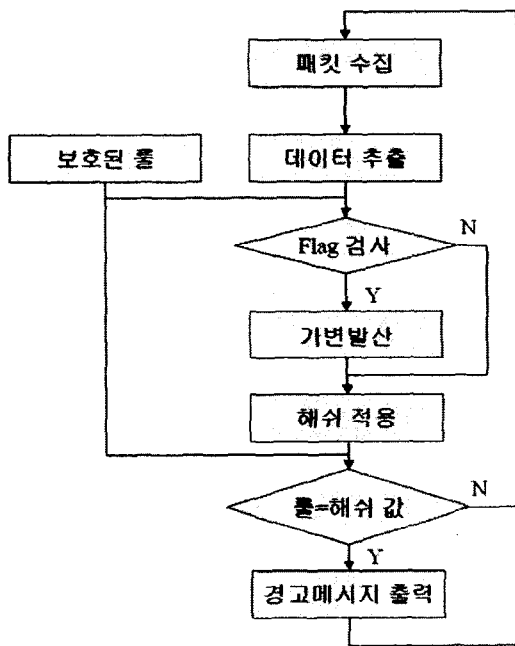 패킷 수집
보호된 룰
데이터 추출
Flag 검사
N
Y
가변발산
해쉬 적용
룰=해쉬 값
N
Y
경고메시지 출력